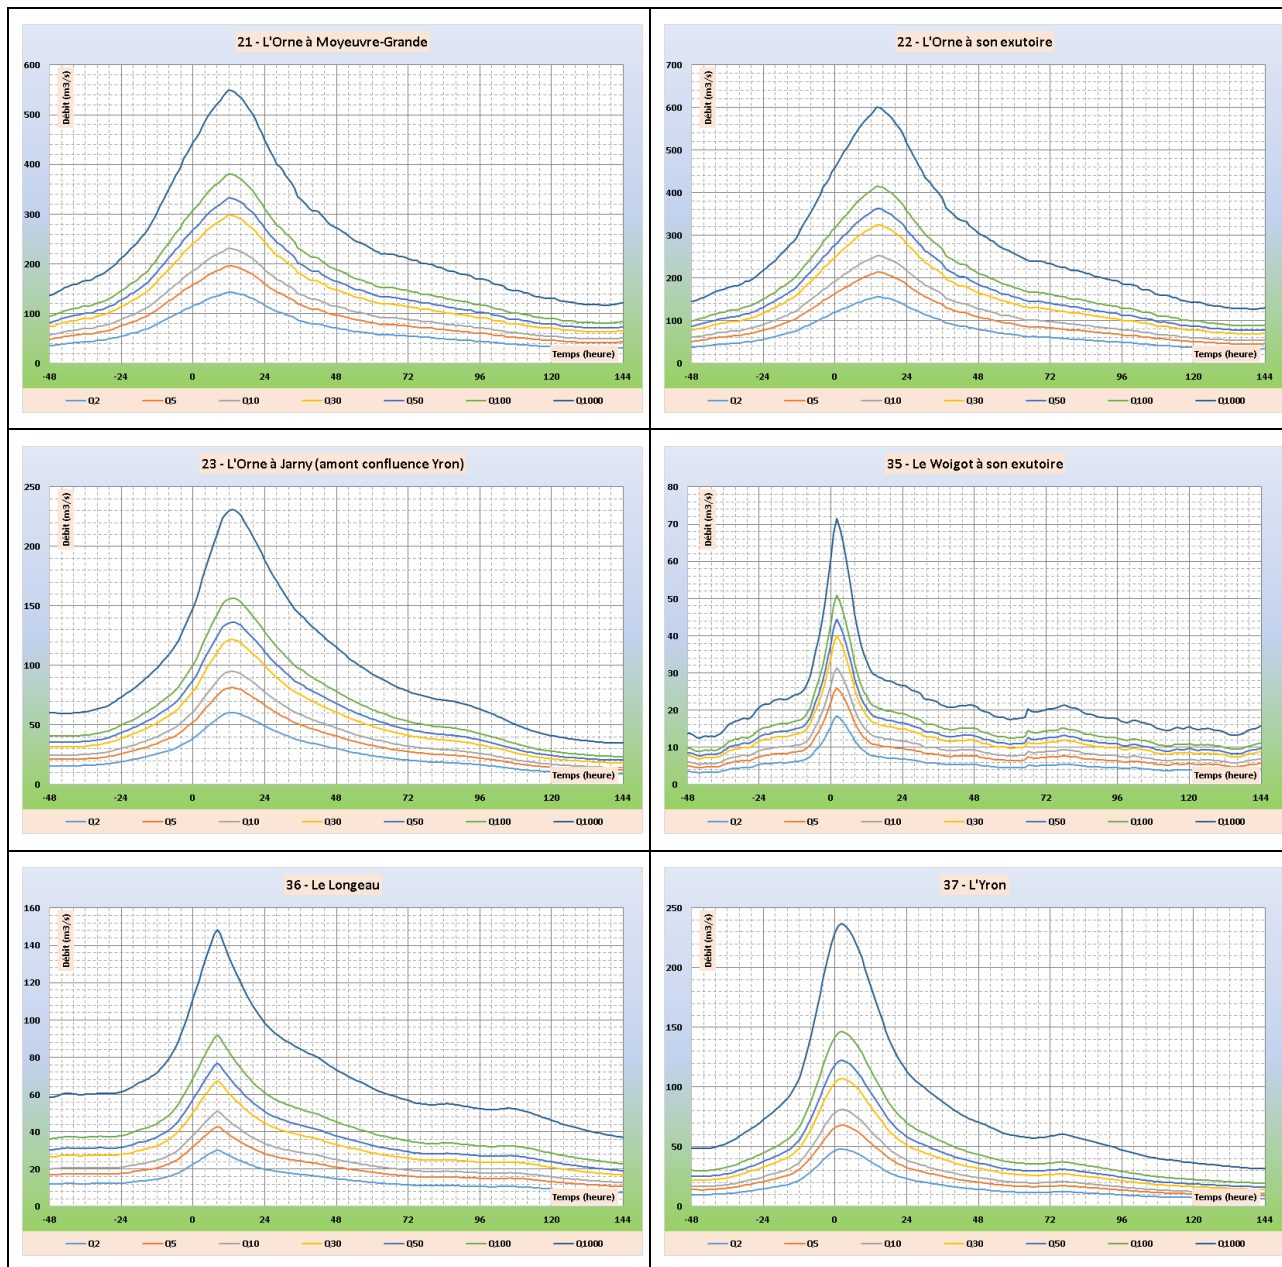 21 - L'Orne à Moyeuvre-Grande
Débit (m3/s)
600
500
400
300
200
100
0
Temps (heure)
-48 -24 0 24 48 72 96 120 144
Q2 Q5 Q10 Q30 Q50 Q100 Q1000
22 - L'Orne à son exutoire
Débit (m3/s)
700
600
500
400
300
200
100
0
Temps (heure)
-48 -24 0 24 48 72 96 120 144
Q2 Q5 Q10 Q30 Q50 Q100 Q1000
23 - L'Orne à Jarny (amont confluence Yron)
Débit (m3/s)
250
200
150
100
50
0
Temps (heure)
-48 -24 0 24 48 72 96 120 144
Q2 Q5 Q10 Q30 Q50 Q100 Q1000
35 - Le Woigot à son exutoire
Débit (m3/s)
80
70
60
50
40
30
20
10
0
Temps (heure)
-48 -24 0 24 48 72 96 120 144
Q2 Q5 Q10 Q30 Q50 Q100 Q1000
36 - Le Longeau
Débit (m3/s)
160
140
120
100
80
60
40
20
0
Temps (heure)
-48 -24 0 24 48 72 96 120 144
Q2 Q5 Q10 Q30 Q50 Q100 Q1000
37 - L'Yron
Débit (m3/s)
250
200
150
100
50
0
Temps (heure)
-48 -24 0 24 48 72 96 120 144
Q2 Q5 Q10 Q30 Q50 Q100 Q1000